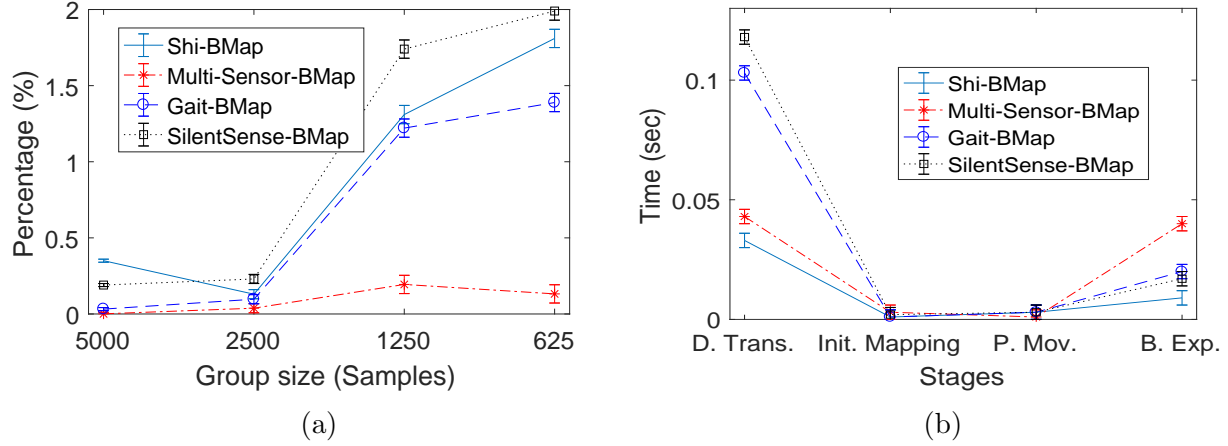 2
1.5
1
0.5
0
Percentage (%)
Shi-BMap
Multi-Sensor-BMap
Gait-BMap
SilentSense-BMap
5000 2500 1250 625
Group size (Samples)
(a)
0.1
0.05
0
Time (sec)
Shi-BMap
Multi-Sensor-BMap
Gait-BMap
SilentSense-BMap
D. Trans. Init. Mapping P. Mov. B. Exp.
Stages
(b)